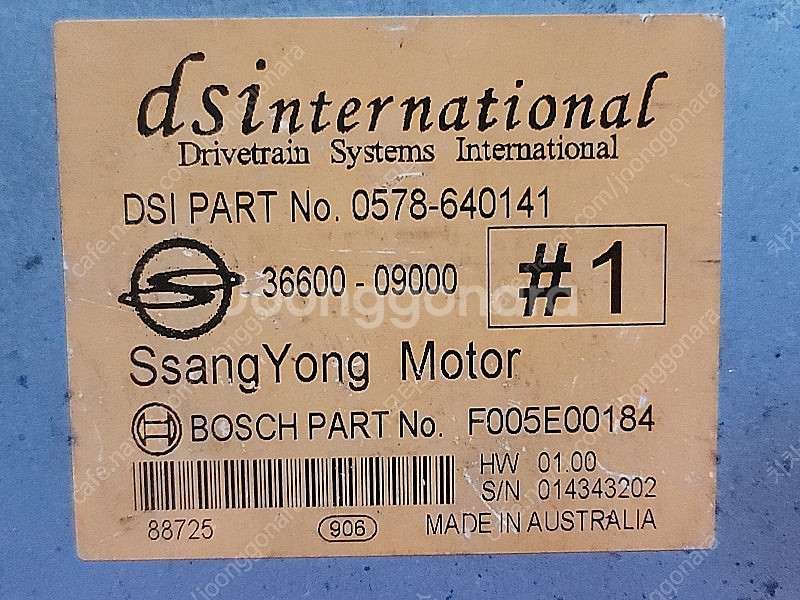 dsinternational
Drivetrain Systems International
DSI PART No. 0578-640141
36600 - 09000
#1
SsangYong Motor
BOSCH PART No. F005E00184
HW 01.00
S/N 014343202
88725
906
MADE IN AUSTRALIA
Joonggonara